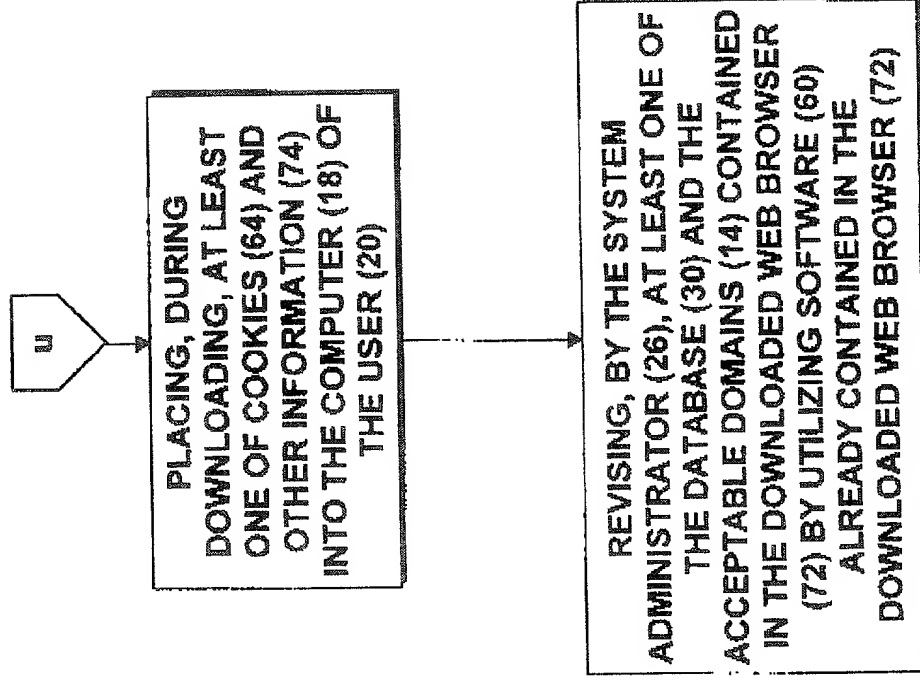 u
PLACING, DURING
DOWNLOADING, AT LEAST
ONE OF COOKIES (64) AND
OTHER INFORMATION (74)
INTO THE COMPUTER (18) OF
THE USER (20)
REVISING, BY THE SYSTEM
ADMINISTRATOR (26), AT LEAST ONE OF
THE DATABASE (30) AND THE
ACCEPTABLE DOMAINS (14) CONTAINED
IN THE DOWNLOADED WEB BROWSER
(72) BY UTILIZING SOFTWARE (60)
ALREADY CONTAINED IN THE
DOWNLOADED WEB BROWSER (72)